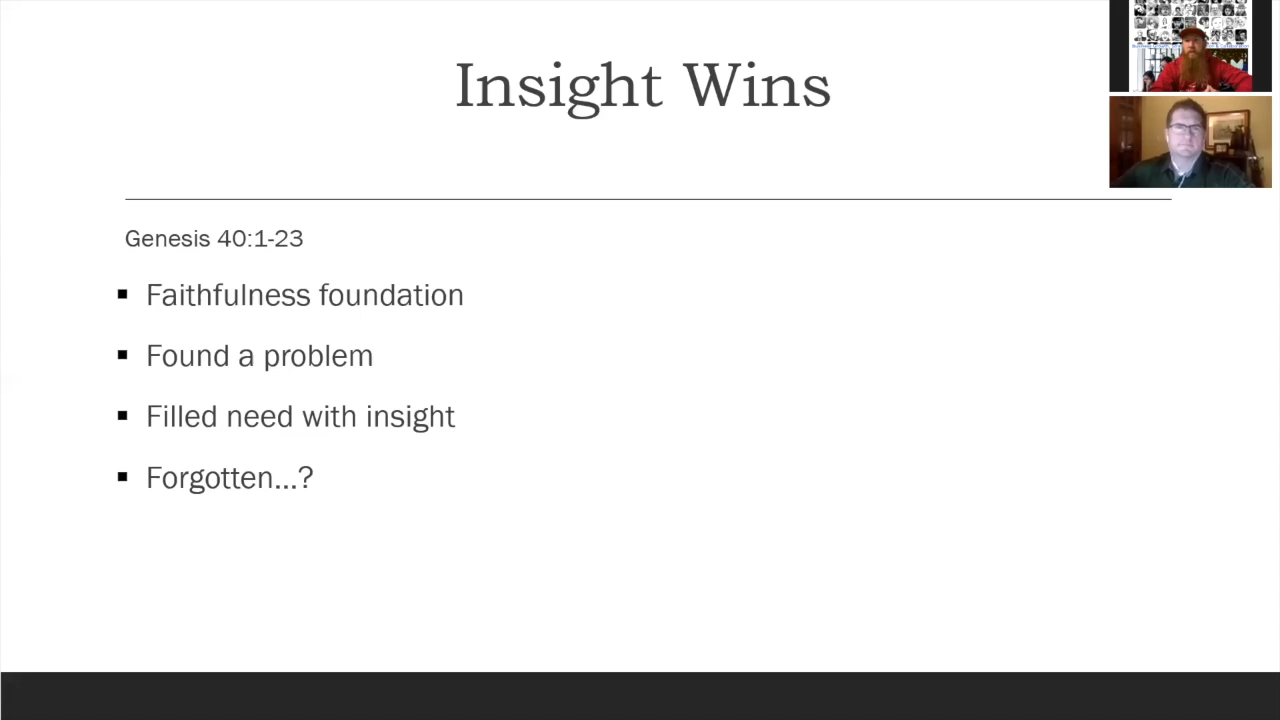 Insight Wins
Genesis 40:1-23
▪ Faithfulness foundation
▪ Found a problem
▪ Filled need with insight
▪ Forgotten...?